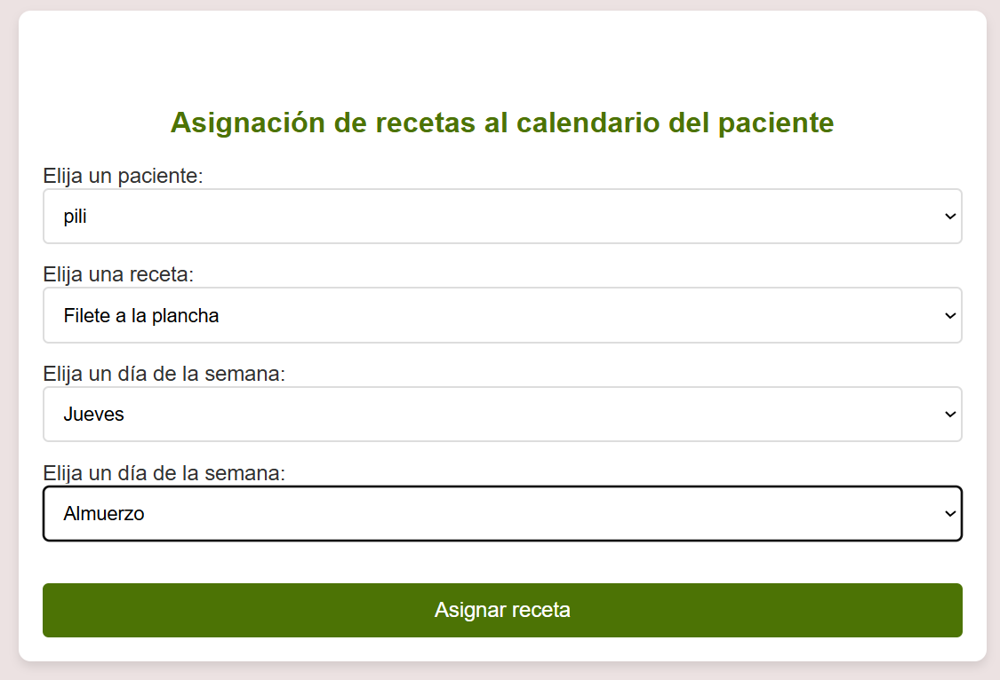 Asignación de recetas al calendario del paciente
Elija un paciente:
pili
Elija una receta:
Filete a la plancha
Elija un día de la semana:
Jueves
Elija un día de la semana:
Almuerzo
Asignar receta